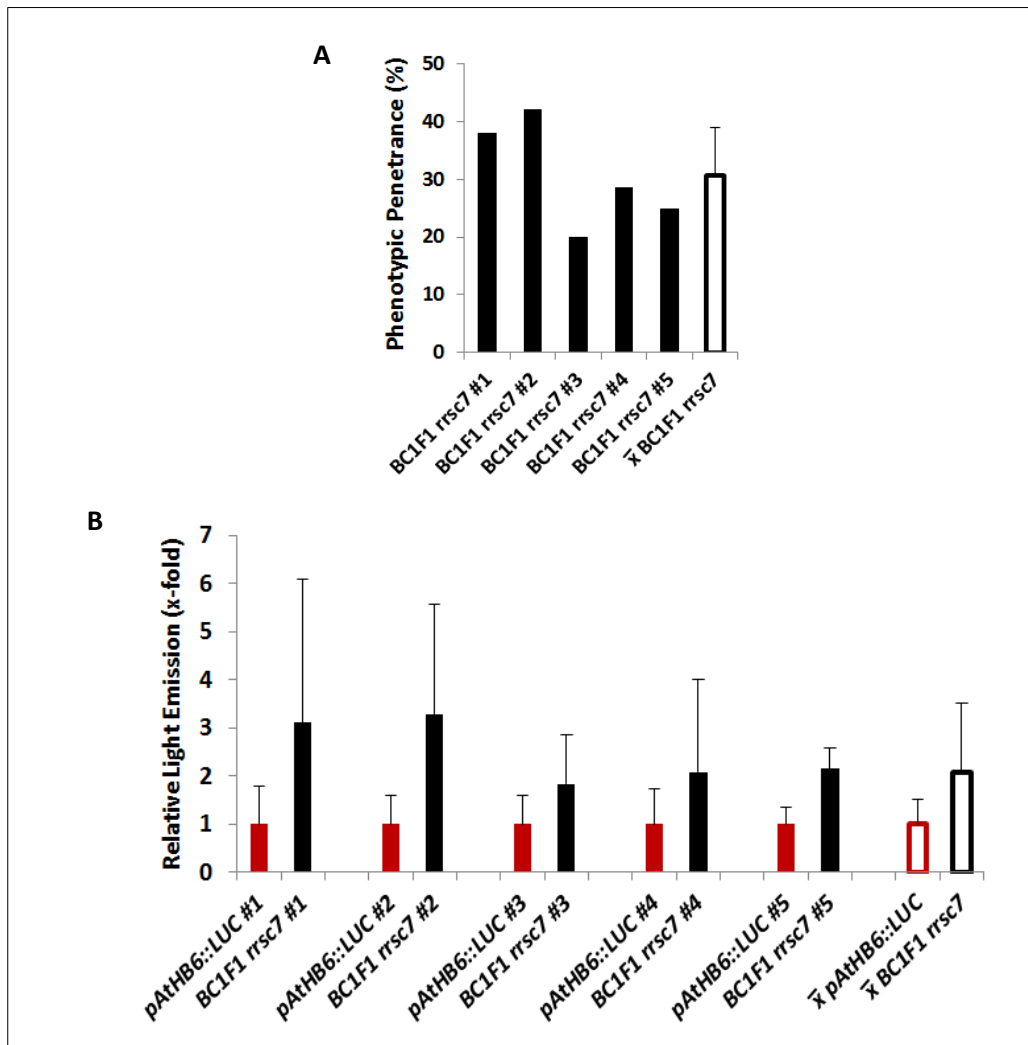 A
Phenotypic Penetrance (%)
50
40
30
20
10
0
BC1F1 rrsc7 #1
BC1F1 rrsc7 #2
BC1F1 rrsc7 #3
BC1F1 rrsc7 #4
BC1F1 rrsc7 #5
x̄ BC1F1 rrsc7
B
Relative Light Emission (x-fold)
7
6
5
4
3
2
1
0
pAtHB6::LUC #1
BC1F1 rrsc7 #1
pAtHB6::LUC #2
BC1F1 rrsc7 #2
pAtHB6::LUC #3
BC1F1 rrsc7 #3
pAtHB6::LUC #4
BC1F1 rrsc7 #4
pAtHB6::LUC #5
BC1F1 rrsc7 #5
x̄ pAtHB6::LUC
x̄ BC1F1 rrsc7